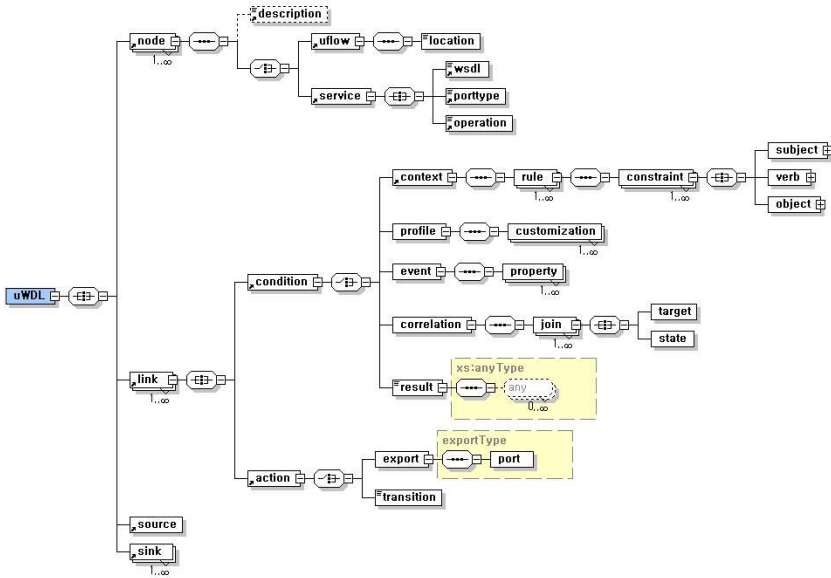 description
node
1..∞
uflow
location
service
wsdl
porttype
operation
context
rule
1..∞
constraint
1..∞
subject
verb
object
profile
customization
1..∞
uWDL
condition
event
property
1..∞
correlation
join
1..∞
target
state
link
1..∞
result
xs:anyType
any
0..∞
action
export
exportType
port
transition
source
sink
1..∞